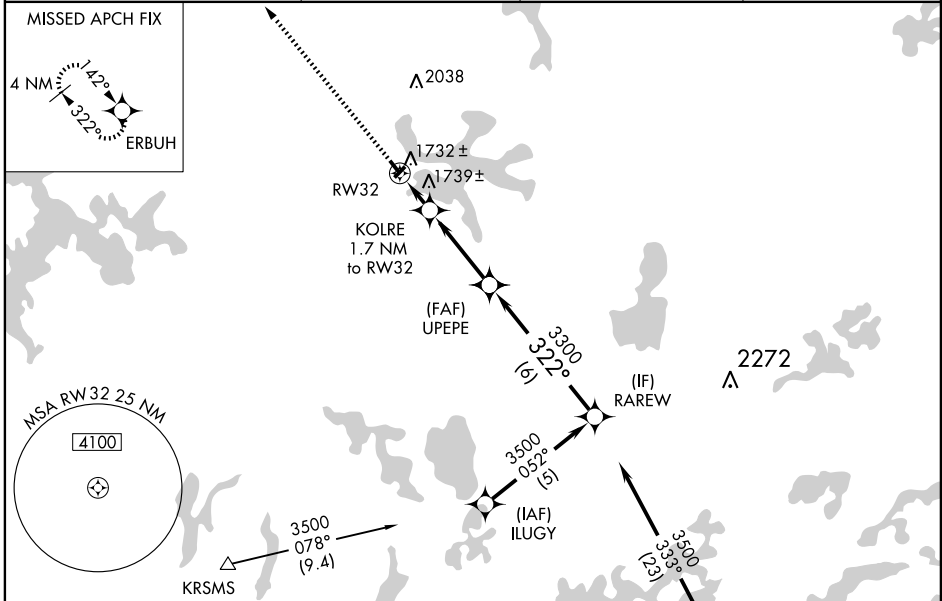 MISSED APCH FIX
4 NM
142°
322°
ERBUH
2038
1732 ±
1739 ±
RW32
KOLRE
1.7 NM
to RW32
(FAF)
UPEPE
3300
322°
(6)
(IF)
RAREW
2272
MSA RW32 25 NM
4100
3500
052°
(5)
(IAF)
ILUGY
3500
078°
(9.4)
KRSMS
3500
333°
(23)